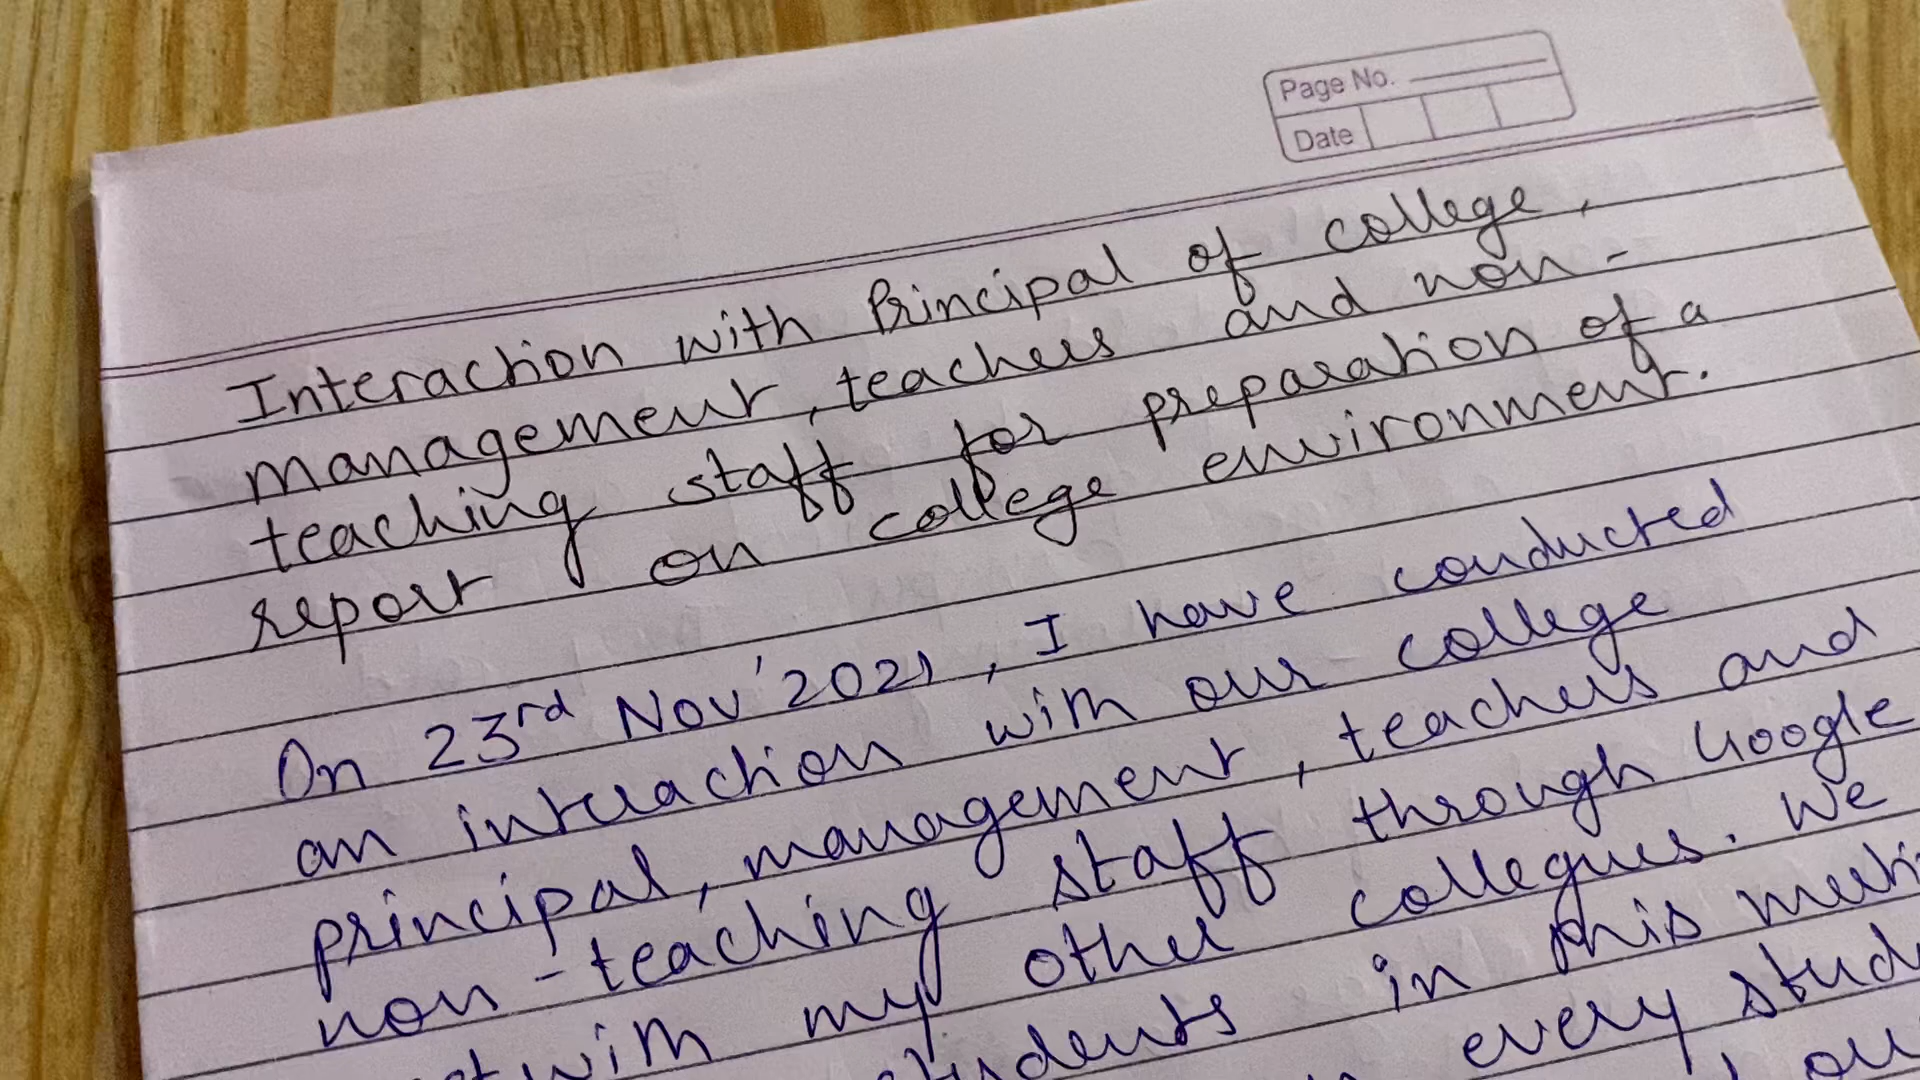 Page No.
Date
Interaction with Principal of college,
management, teachers and non-
teaching staff for preparation of a
report on college environment.
On 23rd Nov'2021, I have conducted
an interaction with our college
principal, management, teachers and
non-teaching staff through Google
with my other collegues. We
students in this
every